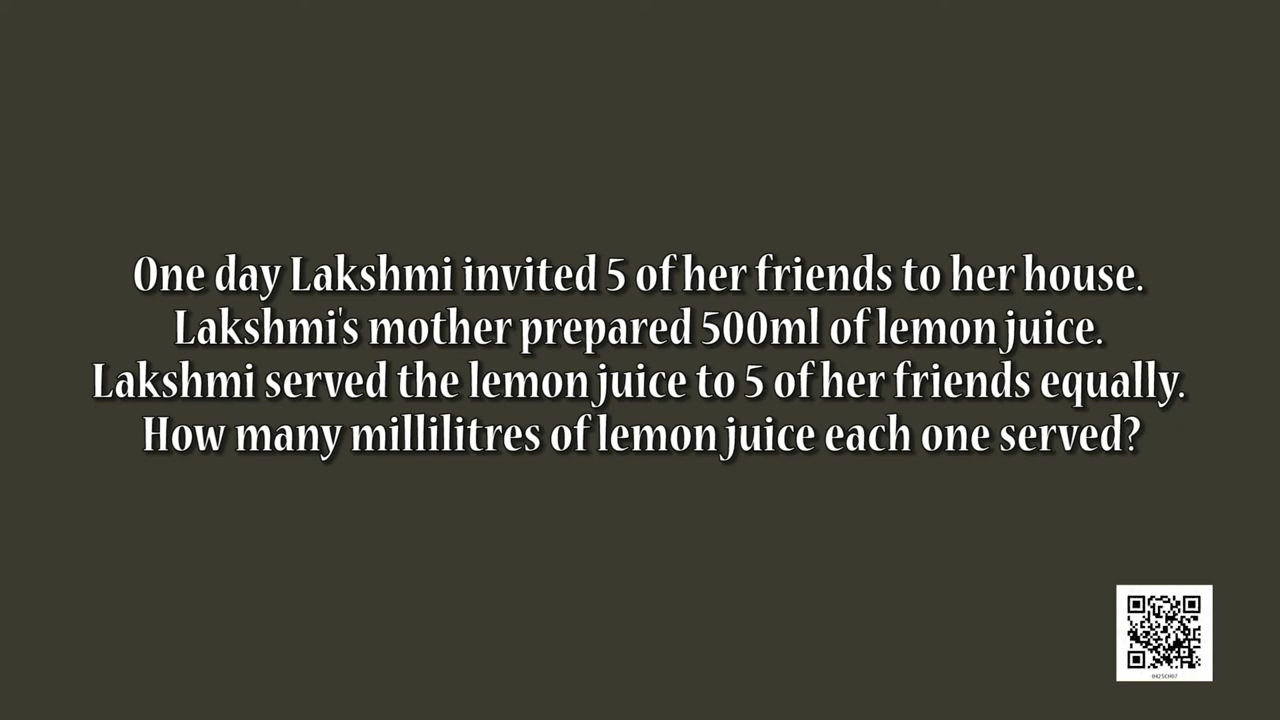 One day Lakshmi invited 5 of her friends to her house.
Lakshmi's mother prepared 500ml of lemon juice.
Lakshmi served the lemon juice to 5 of her friends equally.
How many millilitres of lemon juice each one served?
0425CH07